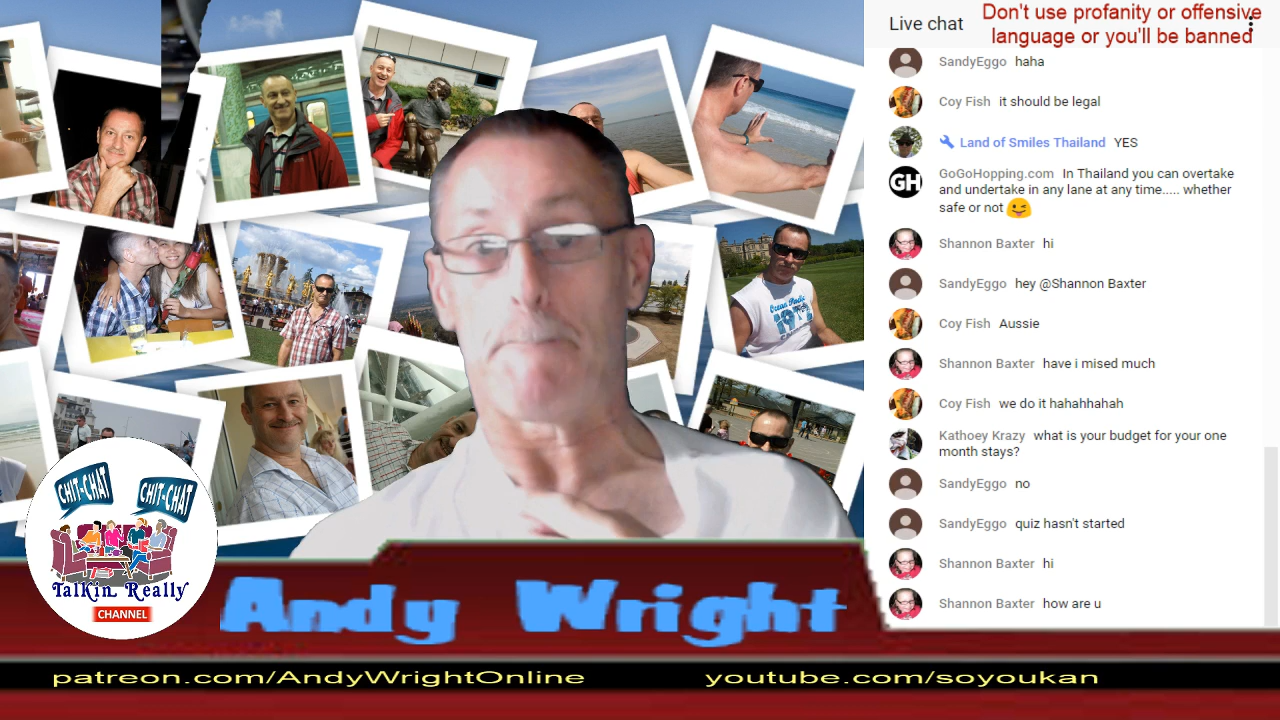 Live chat
Don't use profanity or offensive
language or you'll be banned
SandyEggo haha
Coy Fish it should be legal
Land of Smiles Thailand YES
GH
GoGoHopping.com In Thailand you can overtake
and undertake in any lane at any time..... whether
safe or not
Shannon Baxter hi
SandyEggo hey @Shannon Baxter
Coy Fish Aussie
Shannon Baxter have i mised much
Coy Fish we do it hahahhahah
Kathoey Krazy what is your budget for your one
month stays?
SandyEggo no
SandyEggo quiz hasn't started
Shannon Baxter hi
Shannon Baxter how are u
CHIT-CHAT
CHIT-CHAT
Talkin Really
CHANNEL
Andy Wright
patreon.com/AndyWrightOnline
youtube.com/soyoukan